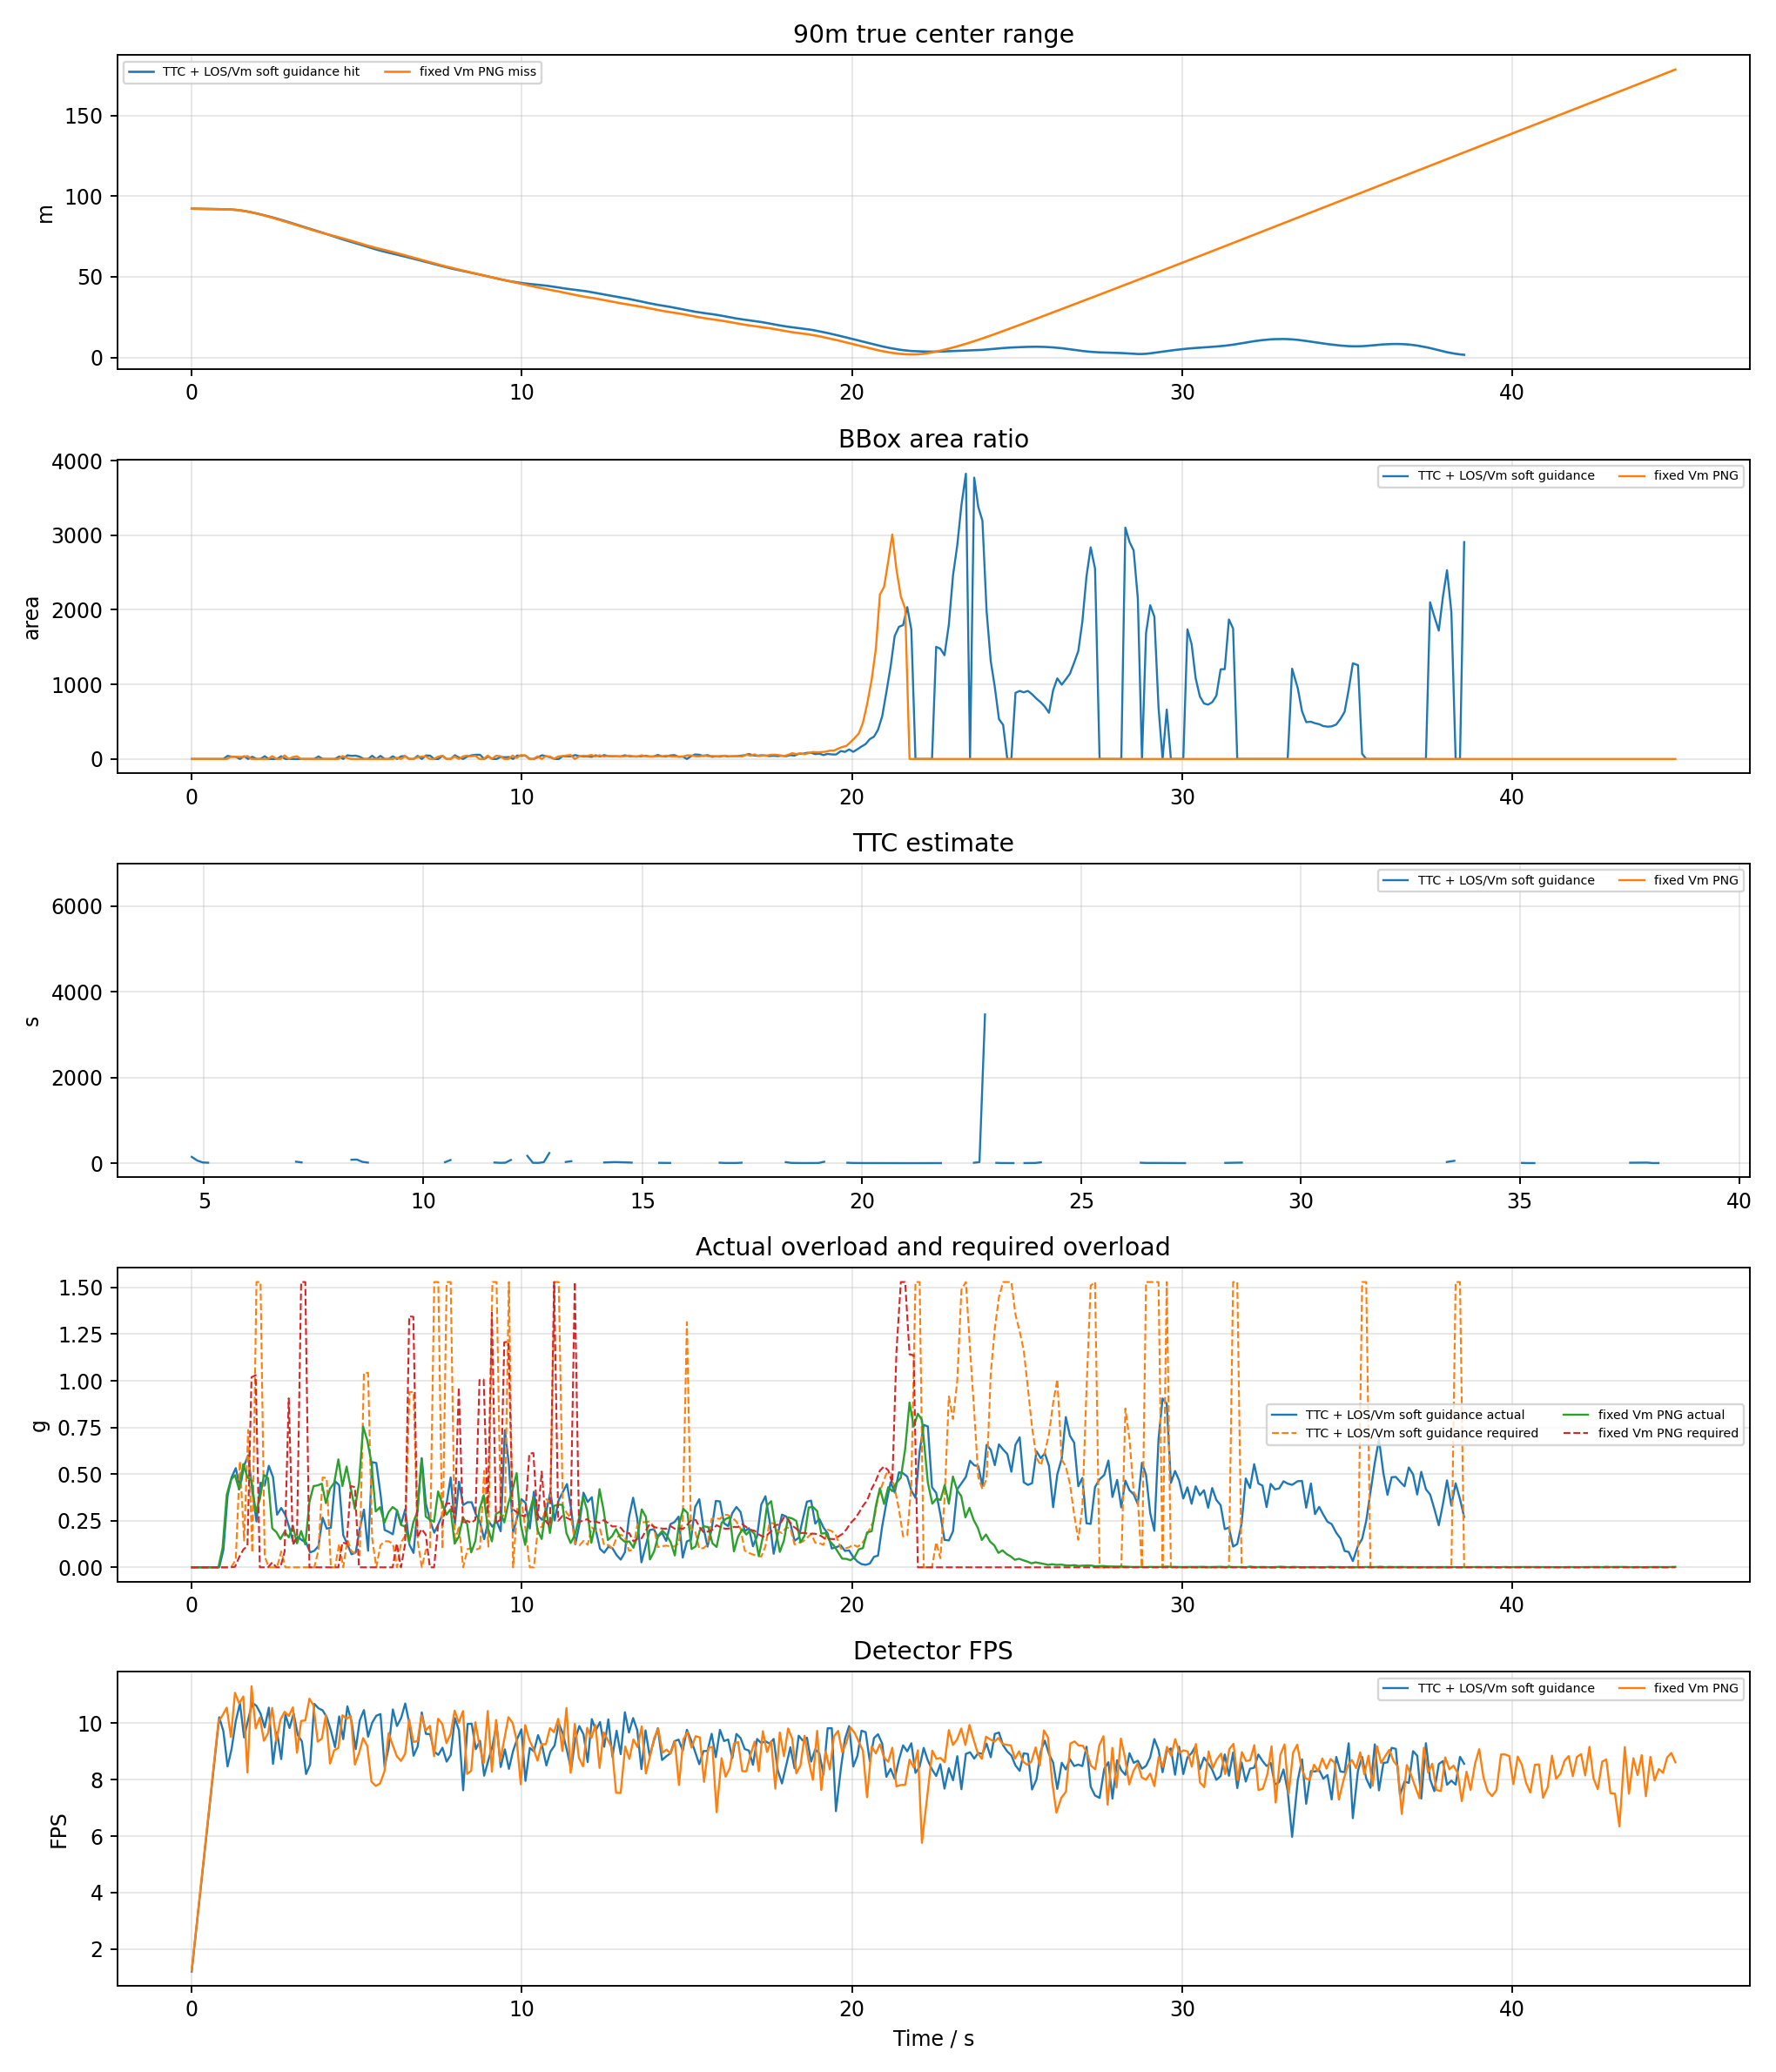 90m true center range
TTC + LOS/Vm soft guidance hit fixed Vm PNG miss
150
100
50
0
m
0 10 20 30 40
BBox area ratio
TTC + LOS/Vm soft guidance fixed Vm PNG
4000
3000
2000
1000
0
area
0 10 20 30 40
TTC estimate
TTC + LOS/Vm soft guidance fixed Vm PNG
6000
4000
2000
0
s
5 10 15 20 25 30 35 40
Actual overload and required overload
1.50
1.25
1.00
0.75
0.50
0.25
0.00
g
TTC + LOS/Vm soft guidance actual fixed Vm PNG actual
TTC + LOS/Vm soft guidance required fixed Vm PNG required
0 10 20 30 40
Detector FPS
TTC + LOS/Vm soft guidance fixed Vm PNG
10
8
6
4
2
FPS
0 10 20 30 40
Time / s